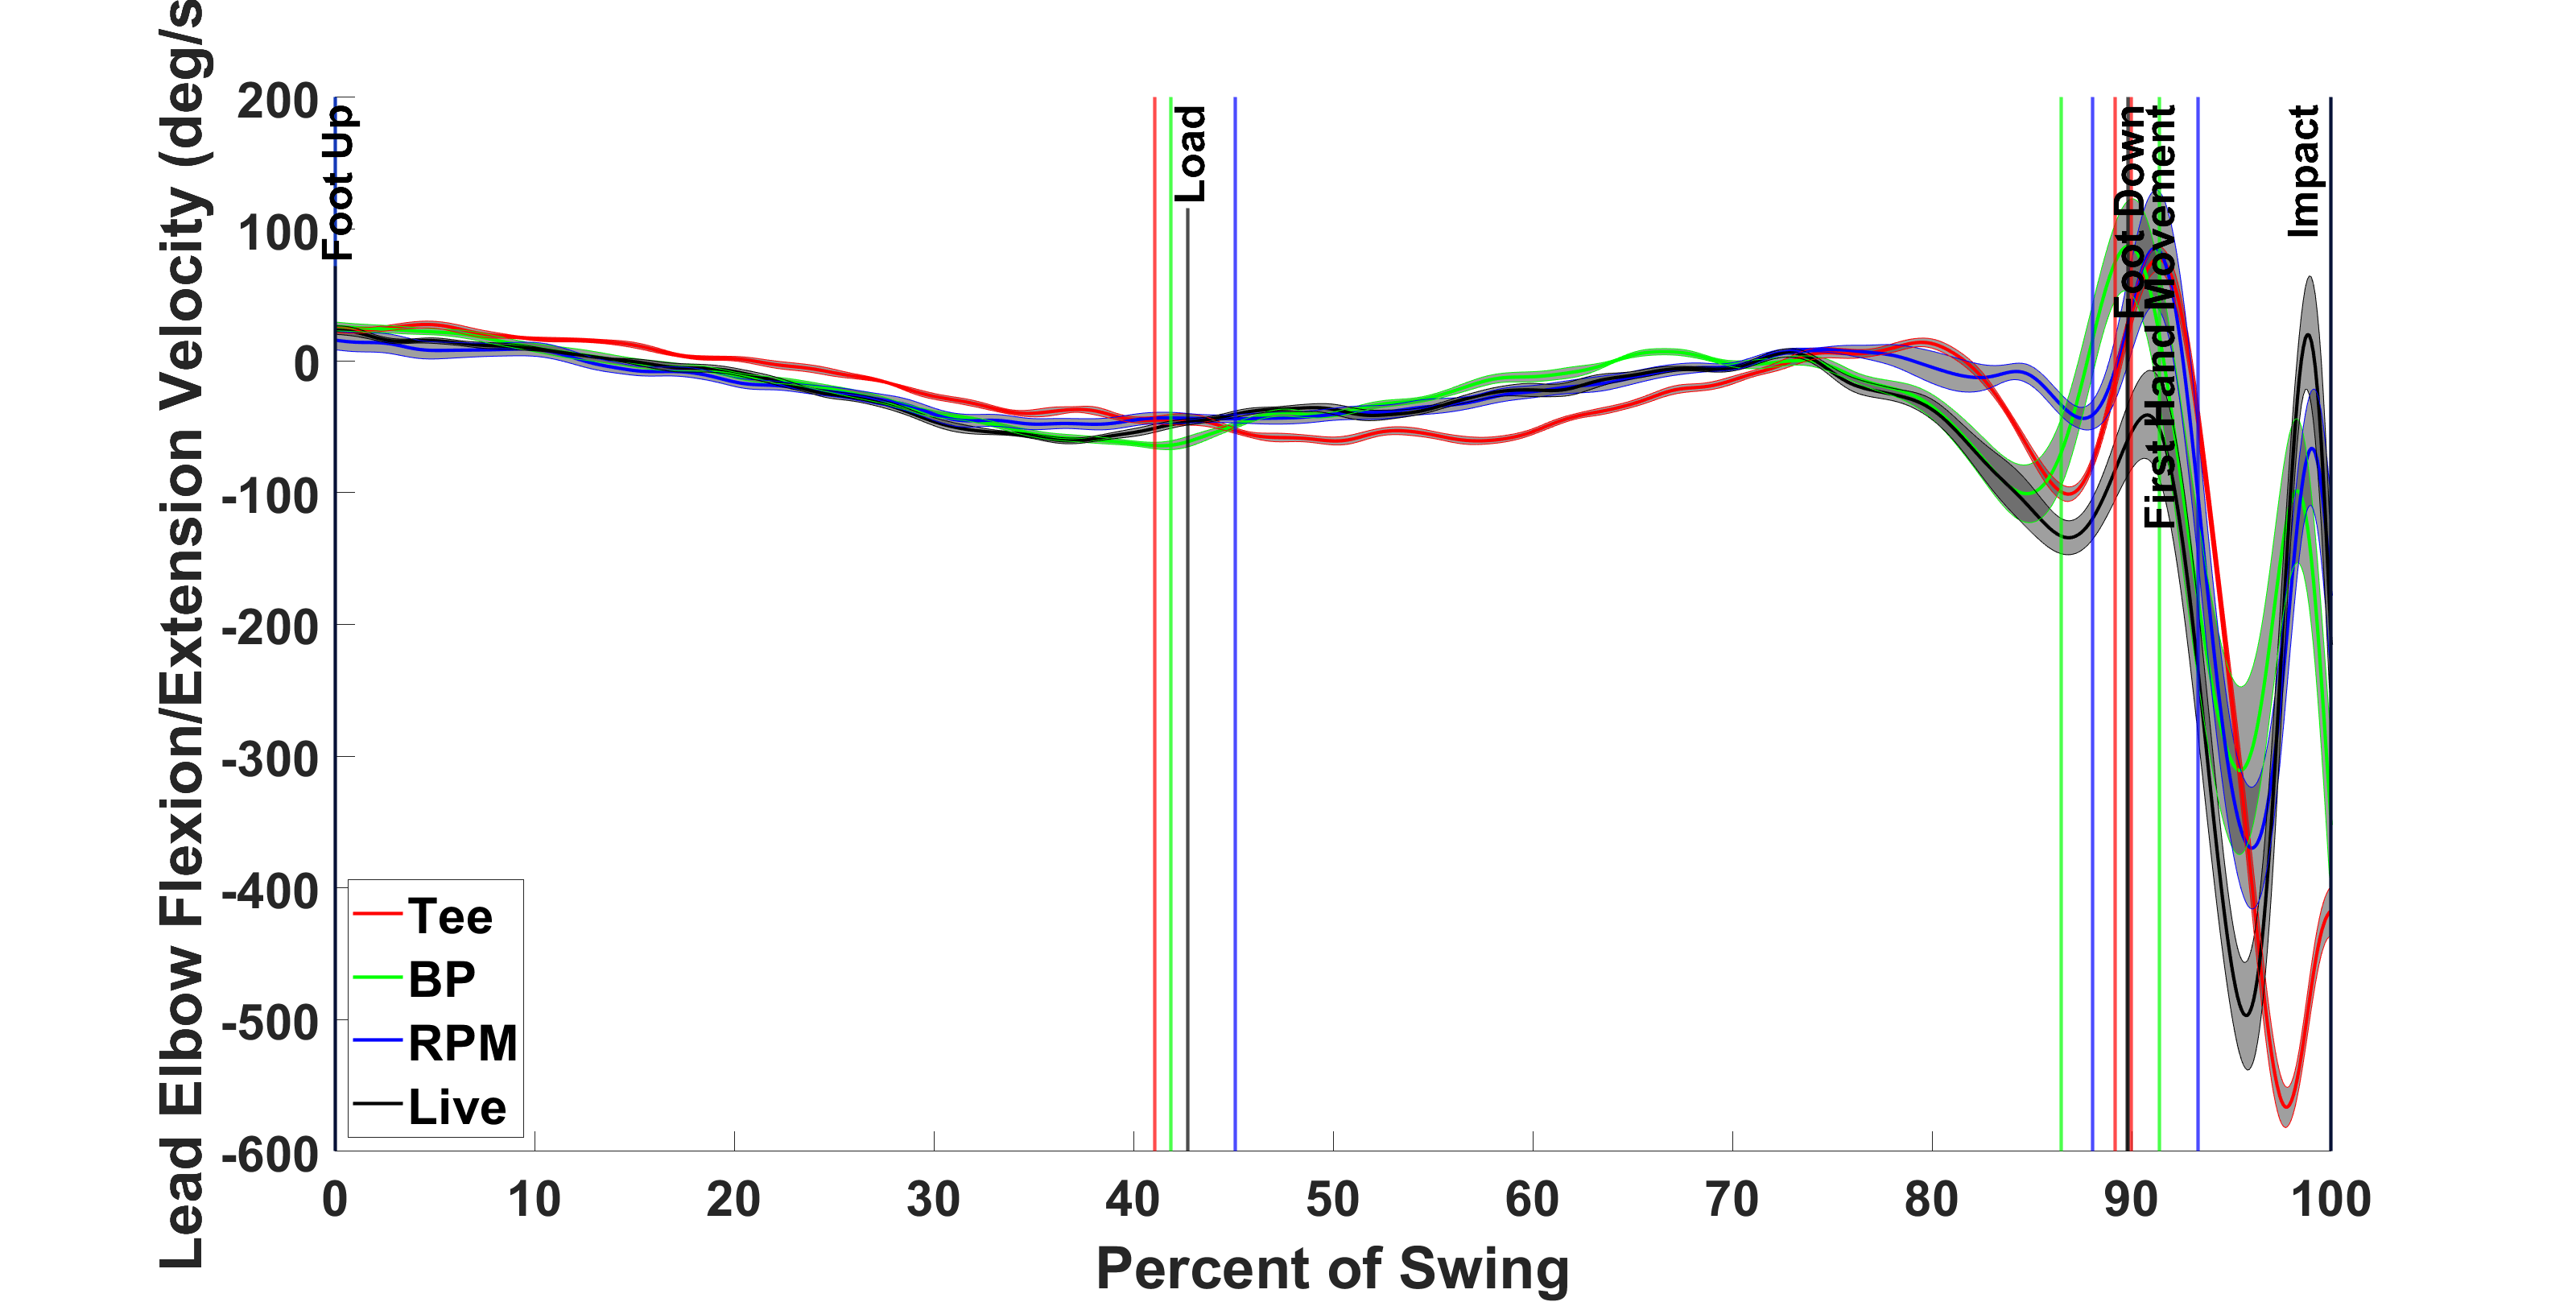 Lead Elbow Flexion/Extension Velocity (deg/s
200
100
0
-100
-200
-300
-400
-500
-600
Foot Up
Load
Foot Down
First Hand Movement
Impact
Tee
BP
RPM
Live
0 10 20 30 40 50 60 70 80 90 100
Percent of Swing